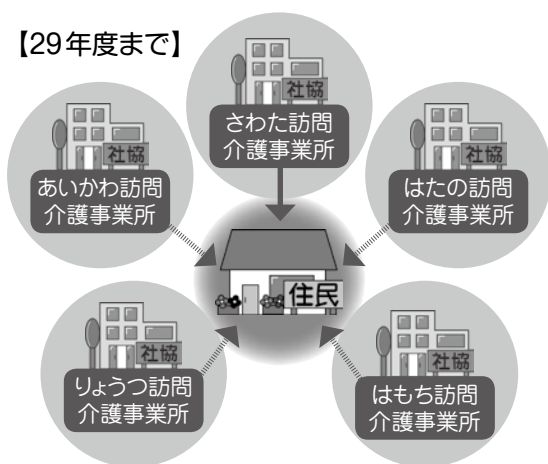 【29年度まで】
社協
さわた訪問
介護事業所
社協
あいかわ訪問
介護事業所
社協
はたの訪問
介護事業所
住民
社協
りょうつ訪問
介護事業所
社協
はもち訪問
介護事業所